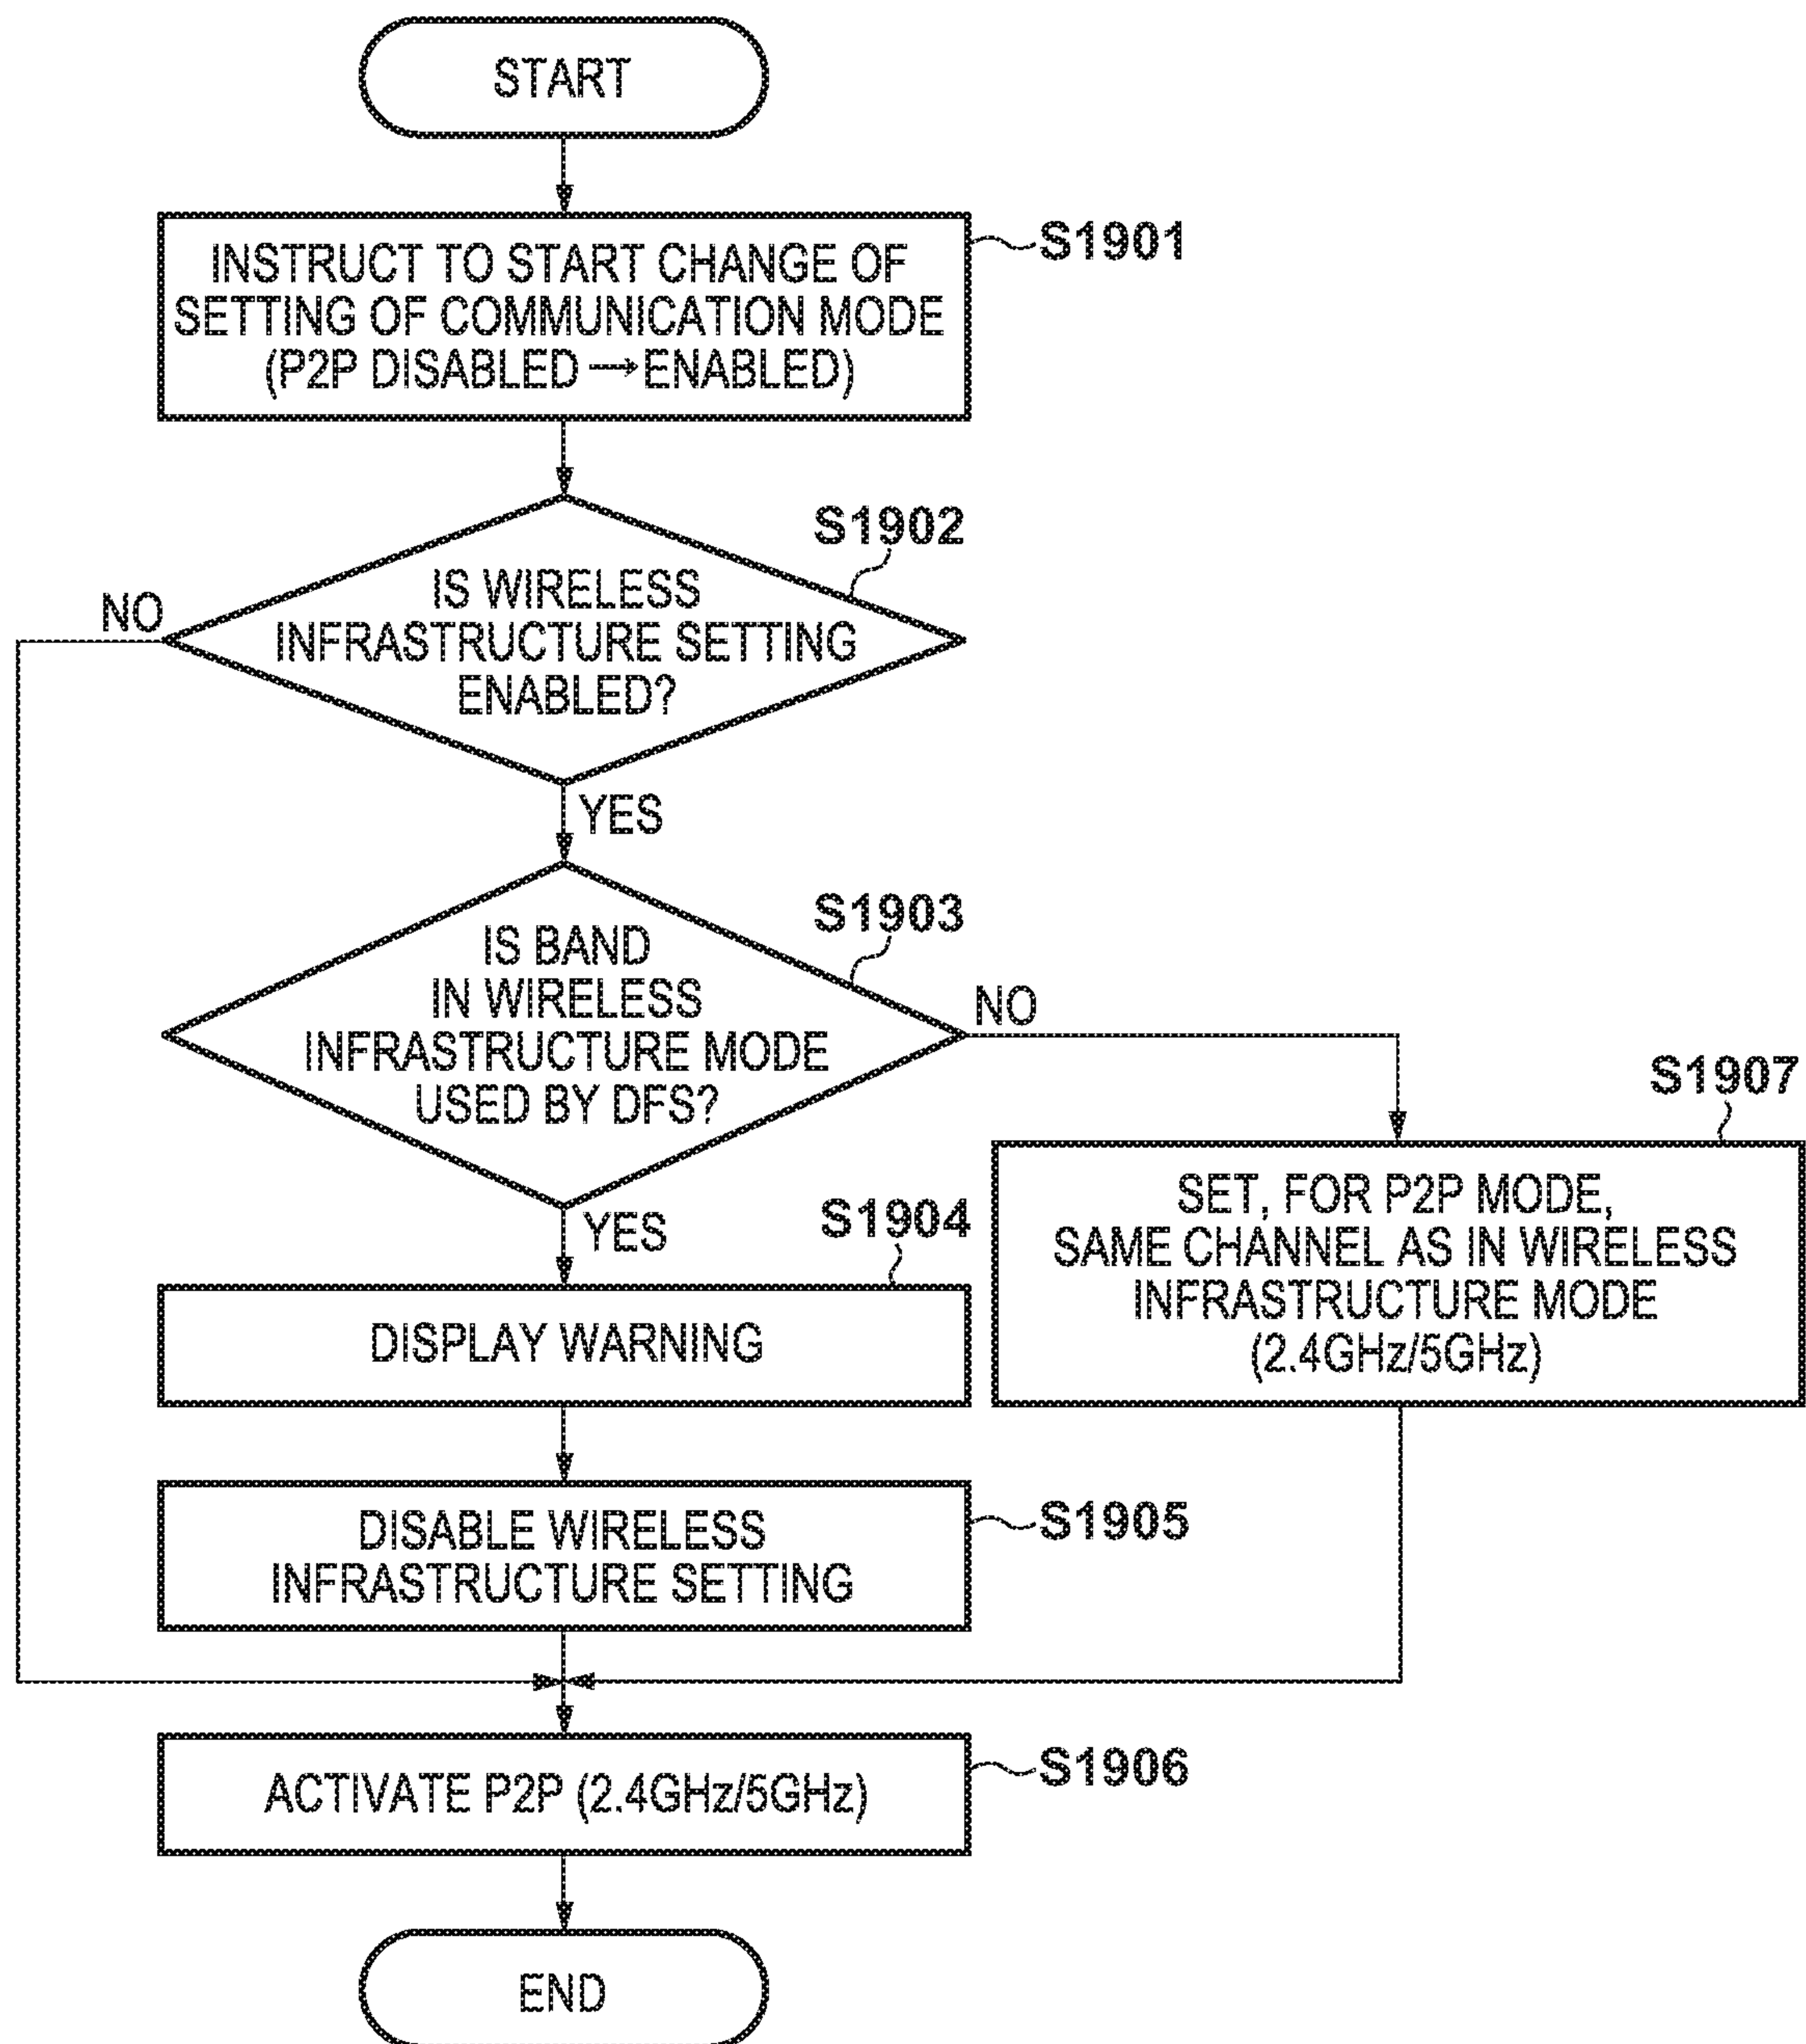 START
INSTRUCT TO START CHANGE OF
SETTING OF COMMUNICATION MODE
(P2P DISABLED → ENABLED)
S1901
S1902
IS WIRELESS
INFRASTRUCTURE SETTING
ENABLED?
NO
YES
S1903
IS BAND
IN WIRELESS
INFRASTRUCTURE MODE
USED BY DFS?
NO
YES
S1907
SET, FOR P2P MODE,
SAME CHANNEL AS IN WIRELESS
INFRASTRUCTURE MODE
(2.4GHz/5GHz)
S1904
DISPLAY WARNING
DISABLE WIRELESS
INFRASTRUCTURE SETTING
S1905
ACTIVATE P2P (2.4GHz/5GHz)
S1906
END